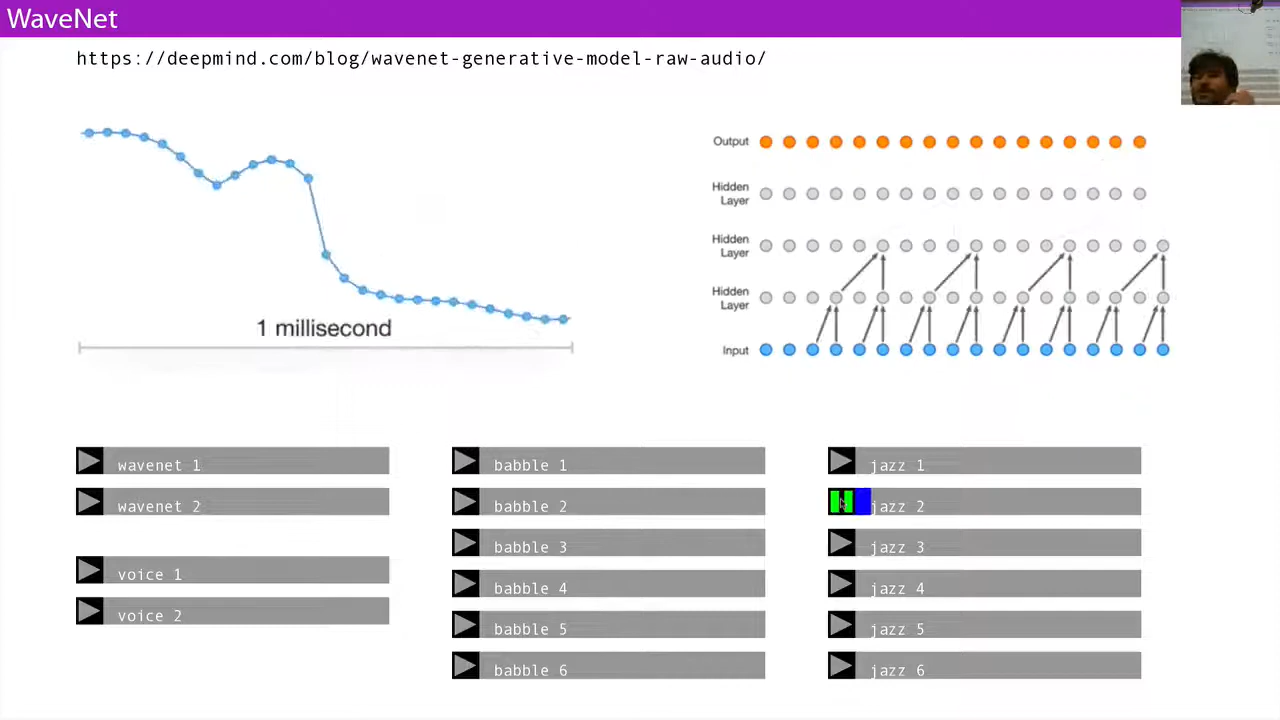 WaveNet
https://deepmind.com/blog/wavenet-generative-model-raw-audio/
1 millisecond
Output
Hidden
Layer
Hidden
Layer
Hidden
Layer
Input
wavenet 1
wavenet 2
voice 1
voice 2
babble 1
babble 2
babble 3
babble 4
babble 5
babble 6
jazz 1
jazz 2
jazz 3
jazz 4
jazz 5
jazz 6